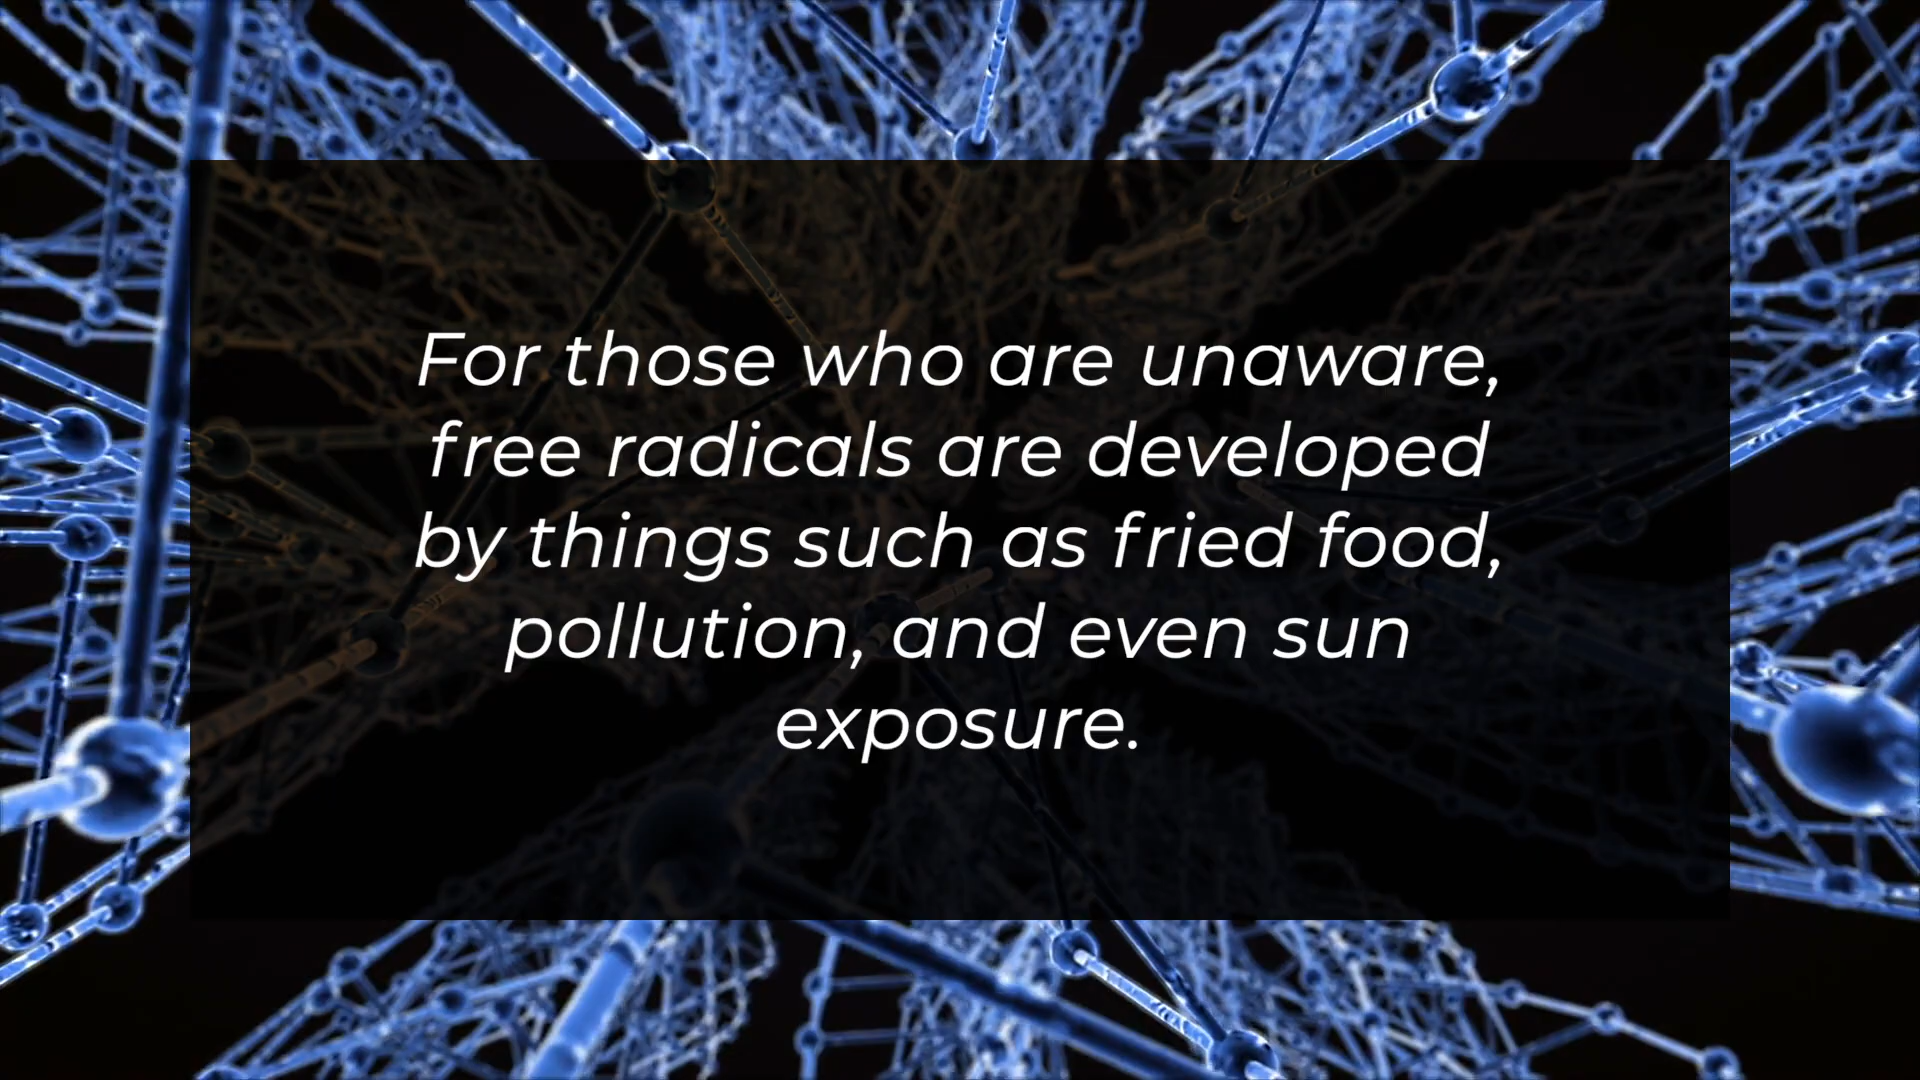 For those who are unaware,
free radicals are developed
by things such as fried food,
pollution, and even sun
exposure.